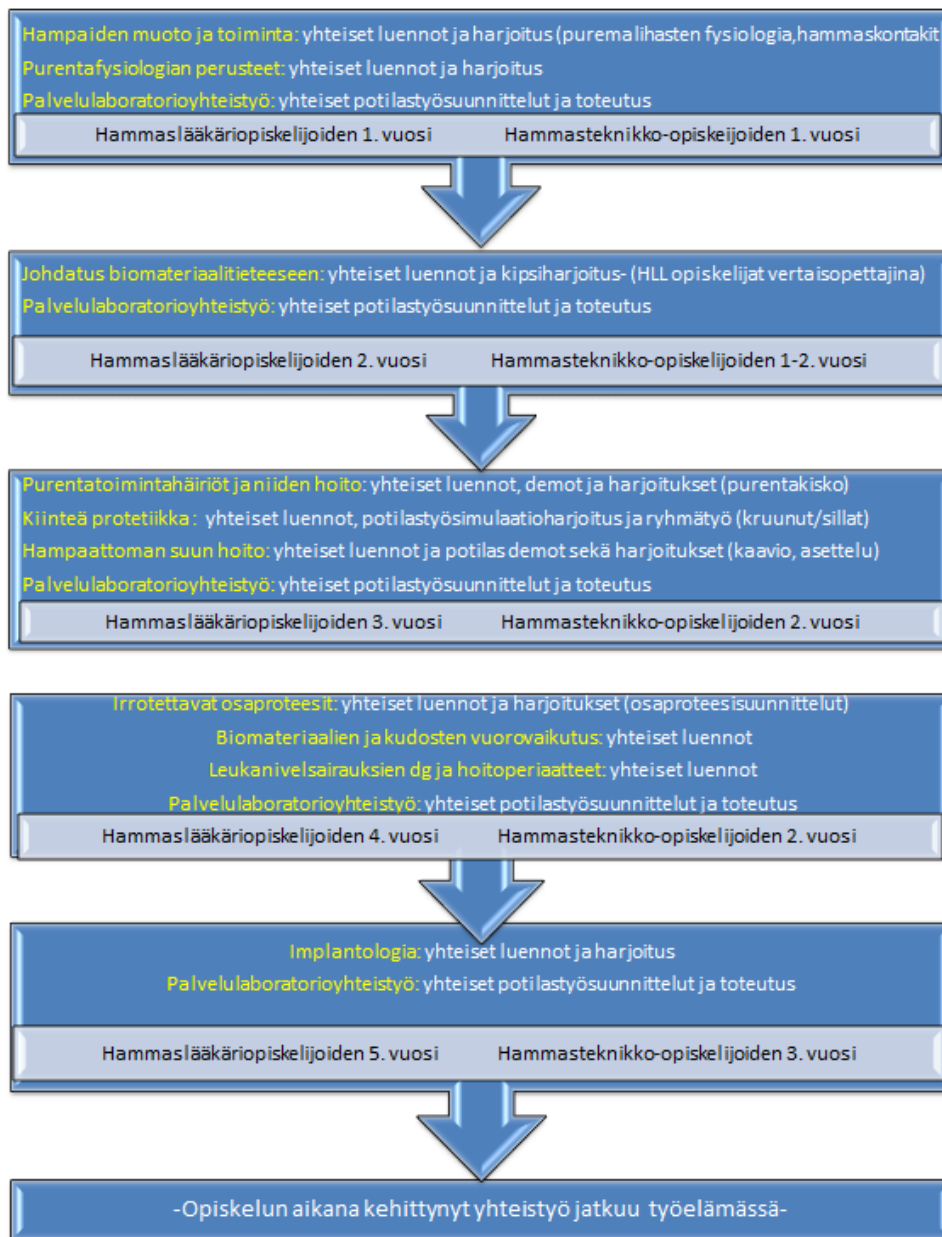 Hampaiden muoto ja toiminta: yhteiset luennot ja harjoitus (puremalihasten fysiologia,hammaskontakit
Purentafysiologian perusteet: yhteiset luennot ja harjoitus
Palvelulaboratorioyhteistyö: yhteiset potilastyösuunnittelut ja toteutus
Hammaslääkäriopiskelijoiden 1. vuosi Hammasteknikko-opiskeijoiden 1. vuosi
Johdatus biomateriaalitieteeseen: yhteiset luennot ja kipsiharjoitus- (HLL opiskelijat vertaisopettajina)
Palvelulaboratorioyhteistyö: yhteiset potilastyösuunnittelut ja toteutus
Hammaslääkäriopiskelijoiden 2. vuosi Hammasteknikko-opiskelijoiden 1-2. vuosi
Purentatoimintahäiriöt ja niiden hoito: yhteiset luennot, demot ja harjoitukset (purentakisko)
Kiinteä protetiikka : yhteiset luennot, potilastyösimulaatioharjoitus ja ryhmätyö (kruunut/sillat)
Hampaattoman suun hoito: yhteiset luennot ja potilas demot sekä harjoitukset (kaavio, asettelu)
Palvelulaboratorioyhteistyö: yhteiset potilastyösuunnittelut ja toteutus
Hammaslääkäriopiskelijoiden 3. vuosi Hammasteknikko-opiskelijoiden 2. vuosi
Irrotettavat osaproteesit: yhteiset luennot ja harjoitukset (osaproteesisuunnittelut)
Biomateriaalien ja kudosten vuorovaikutus: yhteiset luennot
Leukanivelsairauksien dg ja hoitoperiaatteet: yhteiset luennot
Palvelulaboratorioyhteistyö: yhteiset potilastyösuunnittelut ja toteutus
Hammaslääkäriopiskelijoiden 4. vuosi Hammasteknikko-opiskelijoiden 2. vuosi
Implantologia: yhteiset luennot ja harjoitus
Palvelulaboratorioyhteistyö: yhteiset potilastyösuunnittelut ja toteutus
Hammaslääkäriopiskelijoiden 5. vuosi Hammasteknikko-opiskelijoiden 3. vuosi
-Opiskelun aikana kehittynyt yhteistyö jatkuu työelämässä-